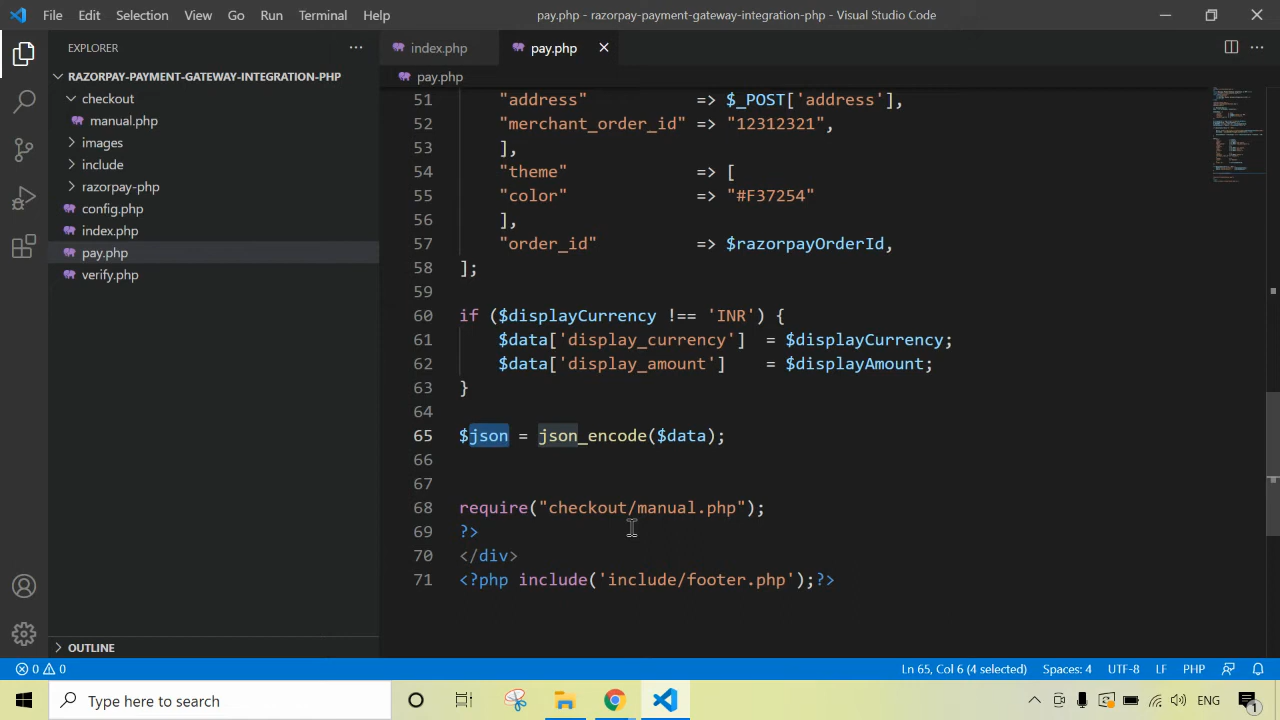 File Edit Selection View Go Run Terminal Help pay.php - razorpay-payment-gateway-integration-php - Visual Studio Code
EXPLORER
RAZORPAY-PAYMENT-GATEWAY-INTEGRATION-PHP
checkout
manual.php
images
include
razorpay-php
config.php
index.php
pay.php
verify.php
OUTLINE
index.php pay.php
pay.php
51 "address" => $_POST['address'],
52 "merchant_order_id" => "12312321",
53 ],
54 "theme" => [
55 "color" => "#F37254"
56 ],
57 "order_id" => $razorpayOrderId,
58 ];
59
60 if ($displayCurrency !== 'INR') {
61 $data['display_currency'] = $displayCurrency;
62 $data['display_amount'] = $displayAmount;
63 }
64
65 $json = json_encode($data);
66
67
68 require("checkout/manual.php");
69 ?>
70 </div>
71 <?php include('include/footer.php');?>
0 0 Ln 65, Col 6 (4 selected) Spaces: 4 UTF-8 LF PHP
Type here to search ENG 1